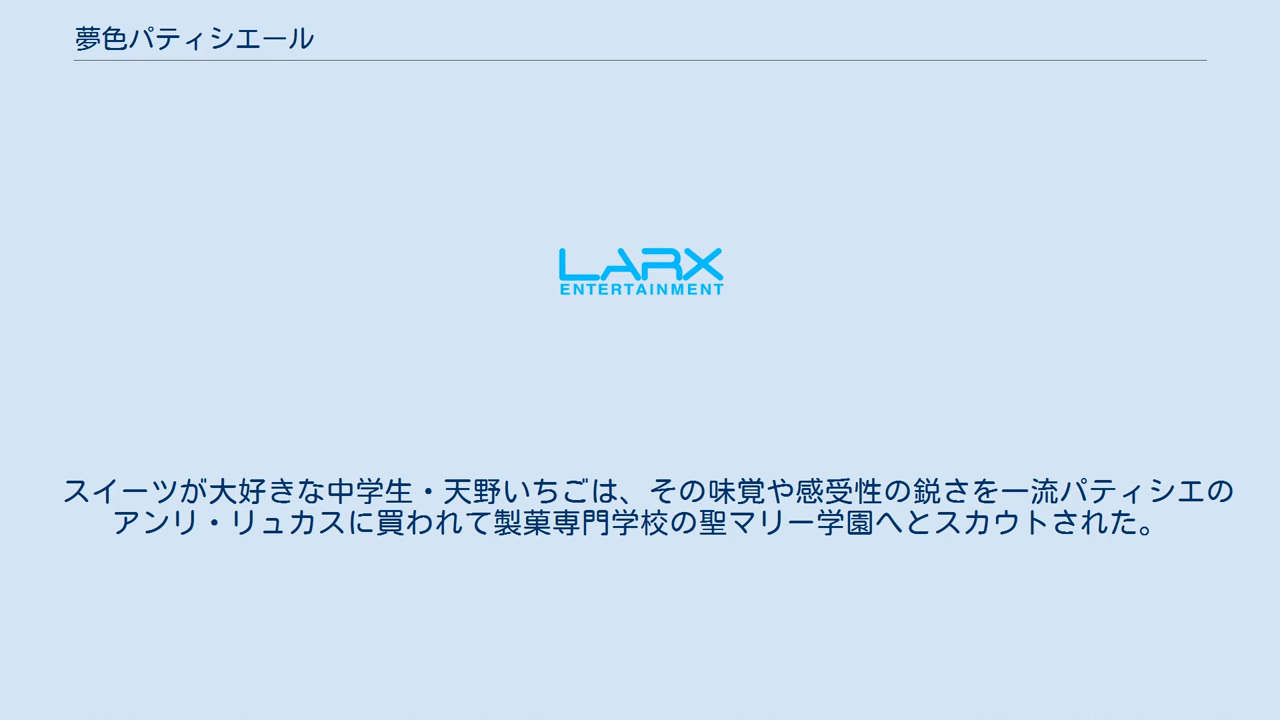 夢色パティシエール
LARX
ENTERTAINMENT
スイーツが大好きな中学生・天野いちごは、その味覚や感受性の鋭さを一流パティシエの
アンリ・リュカスに買われて製菓専門学校の聖マリー学園へとスカウトされた。